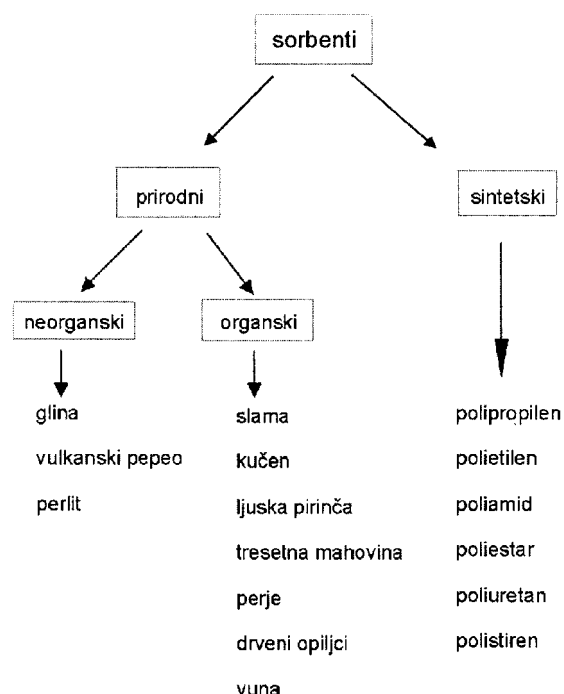 sorbenti
prirodni
sintetski
neorganski
organski
glina
vulkanski pepeo
perlit
slama
kučen
ljuska pirinča
tresetna mahovina
perje
drveni opiljci
vuna
polipropilen
polietilen
poliamid
poliestar
poliuretan
polistiren